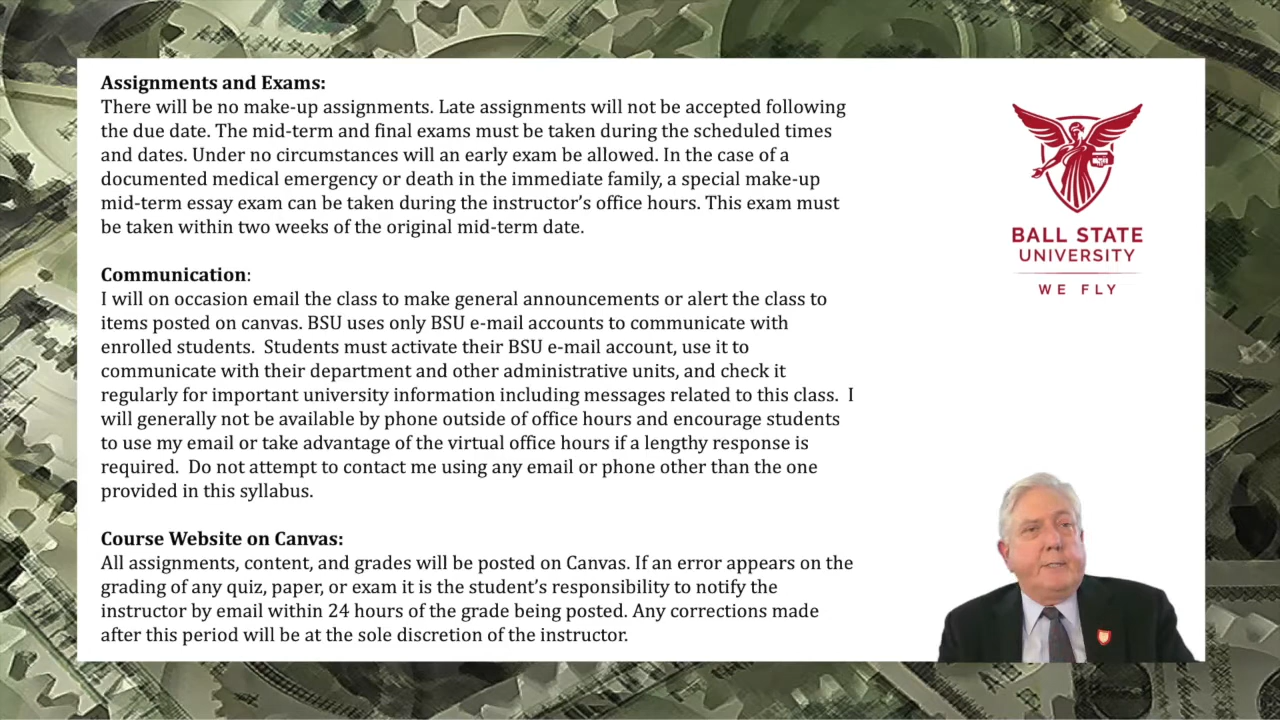 Assignments and Exams:
There will be no make-up assignments. Late assignments will not be accepted following
the due date. The mid-term and final exams must be taken during the scheduled times
and dates. Under no circumstances will an early exam be allowed. In the case of a
documented medical emergency or death in the immediate family, a special make-up
mid-term essay exam can be taken during the instructor’s office hours. This exam must
be taken within two weeks of the original mid-term date.
Communication:
I will on occasion email the class to make general announcements or alert the class to
items posted on canvas. BSU uses only BSU e-mail accounts to communicate with
enrolled students.  Students must activate their BSU e-mail account, use it to
communicate with their department and other administrative units, and check it
regularly for important university information including messages related to this class.  I
will generally not be available by phone outside of office hours and encourage students
to use my email or take advantage of the virtual office hours if a lengthy response is
required.  Do not attempt to contact me using any email or phone other than the one
provided in this syllabus.
Course Website on Canvas:
All assignments, content, and grades will be posted on Canvas. If an error appears on the
grading of any quiz, paper, or exam it is the student’s responsibility to notify the
instructor by email within 24 hours of the grade being posted. Any corrections made
after this period will be at the sole discretion of the instructor.
BALL STATE
UNIVERSITY
WE FLY